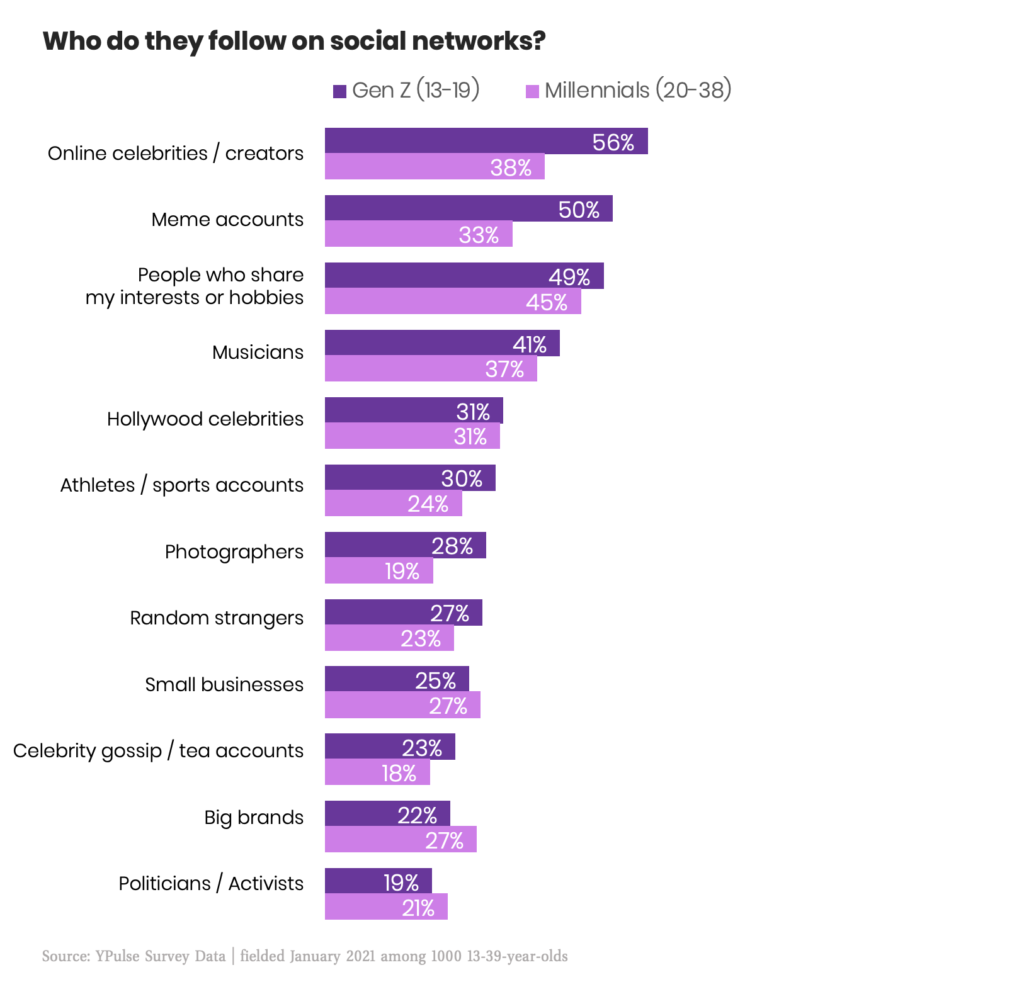 Who do they follow on social networks?
Gen Z (13-19) Millennials (20-38)
Online celebrities / creators
56%
38%
Meme accounts
50%
33%
People who share
my interests or hobbies
49%
45%
Musicians
41%
37%
Hollywood celebrities
31%
31%
Athletes / sports accounts
30%
24%
Photographers
28%
19%
Random strangers
27%
23%
Small businesses
25%
27%
Celebrity gossip / tea accounts
23%
18%
Big brands
22%
27%
Politicians / Activists
19%
21%
Source: YPulse Survey Data | fielded January 2021 among 1000 13-39-year-olds